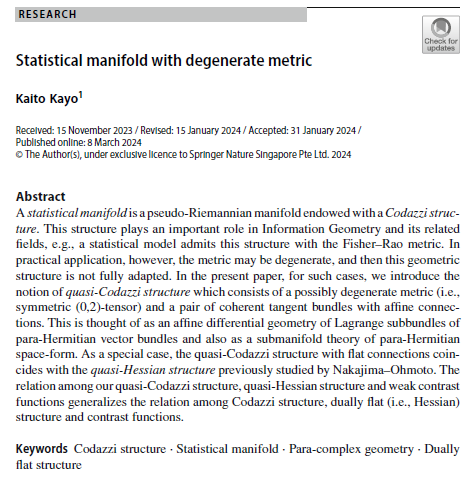 RESEARCH
Check for
updates
Statistical manifold with degenerate metric
Kaito Kayo1
Received: 15 November 2023 / Revised: 15 January 2024 / Accepted: 31 January 2024 /
Published online: 8 March 2024
© The Author(s), under exclusive licence to Springer Nature Singapore Pte Ltd. 2024
Abstract
A statistical manifold is a pseudo-Riemannian manifold endowed with a Codazzi struc-
ture. This structure plays an important role in Information Geometry and its related
fields, e.g., a statistical model admits this structure with the Fisher–Rao metric. In
practical application, however, the metric may be degenerate, and then this geometric
structure is not fully adapted. In the present paper, for such cases, we introduce the
notion of quasi-Codazzi structure which consists of a possibly degenerate metric (i.e.,
symmetric (0,2)-tensor) and a pair of coherent tangent bundles with affine connec-
tions. This is thought of as an affine differential geometry of Lagrange subbundles of
para-Hermitian vector bundles and also as a submanifold theory of para-Hermitian
space-form. As a special case, the quasi-Codazzi structure with flat connections coin-
cides with the quasi-Hessian structure previously studied by Nakajima–Ohmoto. The
relation among our quasi-Codazzi structure, quasi-Hessian structure and weak contrast
functions generalizes the relation among Codazzi structure, dually flat (i.e., Hessian)
structure and contrast functions.
Keywords Codazzi structure · Statistical manifold · Para-complex geometry · Dually
flat structure